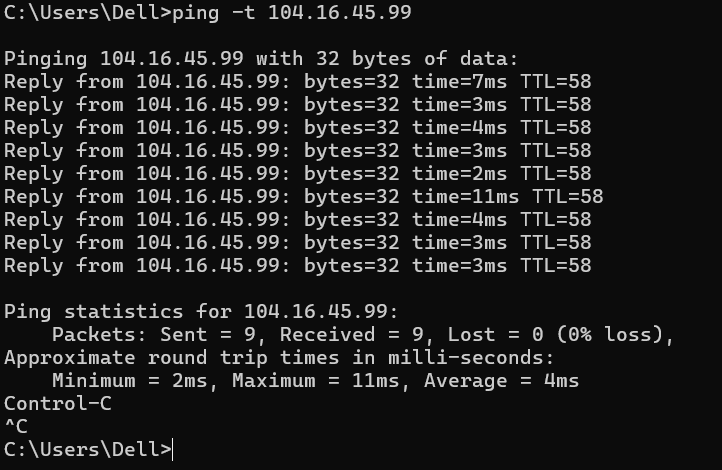 C:\Users\Dell>ping -t 104.16.45.99
Pinging 104.16.45.99 with 32 bytes of data:
Reply from 104.16.45.99: bytes=32 time=7ms TTL=58
Reply from 104.16.45.99: bytes=32 time=3ms TTL=58
Reply from 104.16.45.99: bytes=32 time=4ms TTL=58
Reply from 104.16.45.99: bytes=32 time=3ms TTL=58
Reply from 104.16.45.99: bytes=32 time=2ms TTL=58
Reply from 104.16.45.99: bytes=32 time=11ms TTL=58
Reply from 104.16.45.99: bytes=32 time=4ms TTL=58
Reply from 104.16.45.99: bytes=32 time=3ms TTL=58
Reply from 104.16.45.99: bytes=32 time=3ms TTL=58
Ping statistics for 104.16.45.99:
    Packets: Sent = 9, Received = 9, Lost = 0 (0% loss),
Approximate round trip times in milli-seconds:
    Minimum = 2ms, Maximum = 11ms, Average = 4ms
Control-C
^C
C:\Users\Dell>